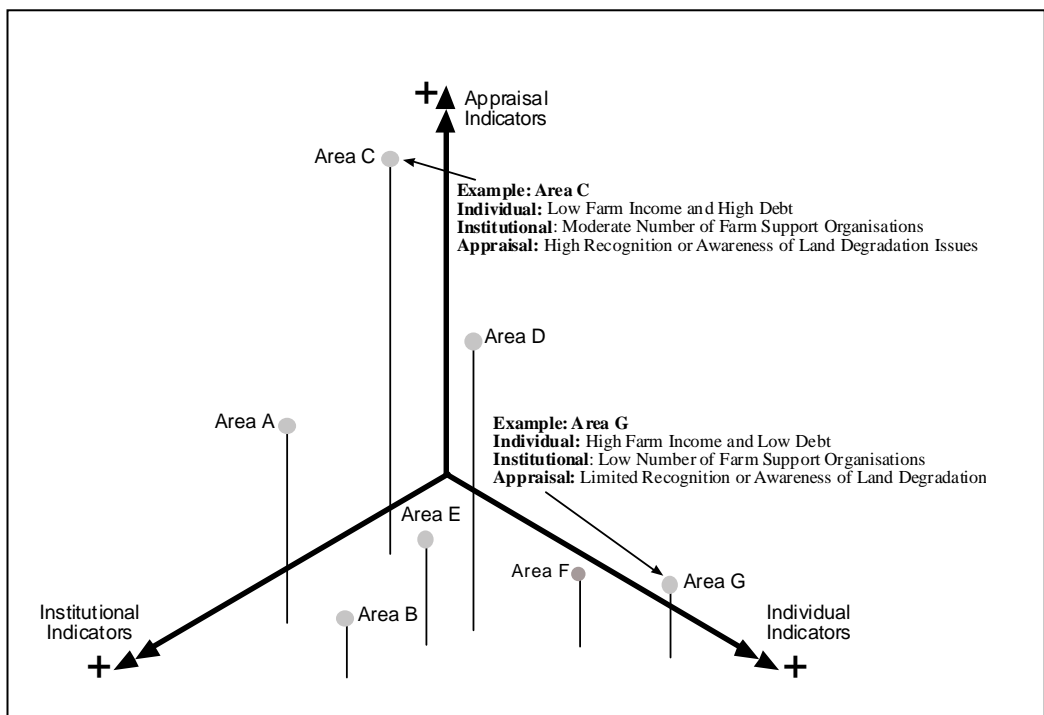 + Appraisal
Indicators
Area C
Example: Area C
Individual: Low Farm Income and High Debt
Institutional: Moderate Number of Farm Support Organisations
Appraisal: High Recognition or Awareness of Land Degradation Issues
Area D
Area A
Example: Area G
Individual: High Farm Income and Low Debt
Institutional: Low Number of Farm Support Organisations
Appraisal: Limited Recognition or Awareness of Land Degradation
Area E
Area F
Area G
Area B
Institutional
Indicators
+
Individual
Indicators
+